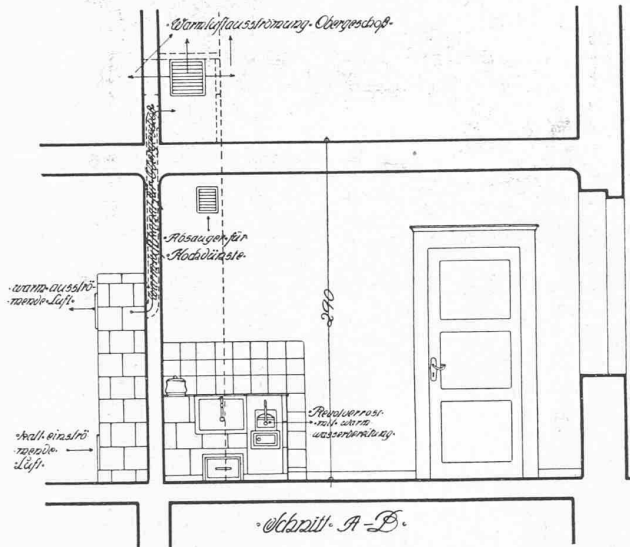 Warmluftausströmung Obergeschoß
Absauger für
Kochdünste
warm ausströ
mende Luft
290
Revolverrost
mit warm
wasserbereitung
kalt einströ
mende
Luft
Schnitt A-B